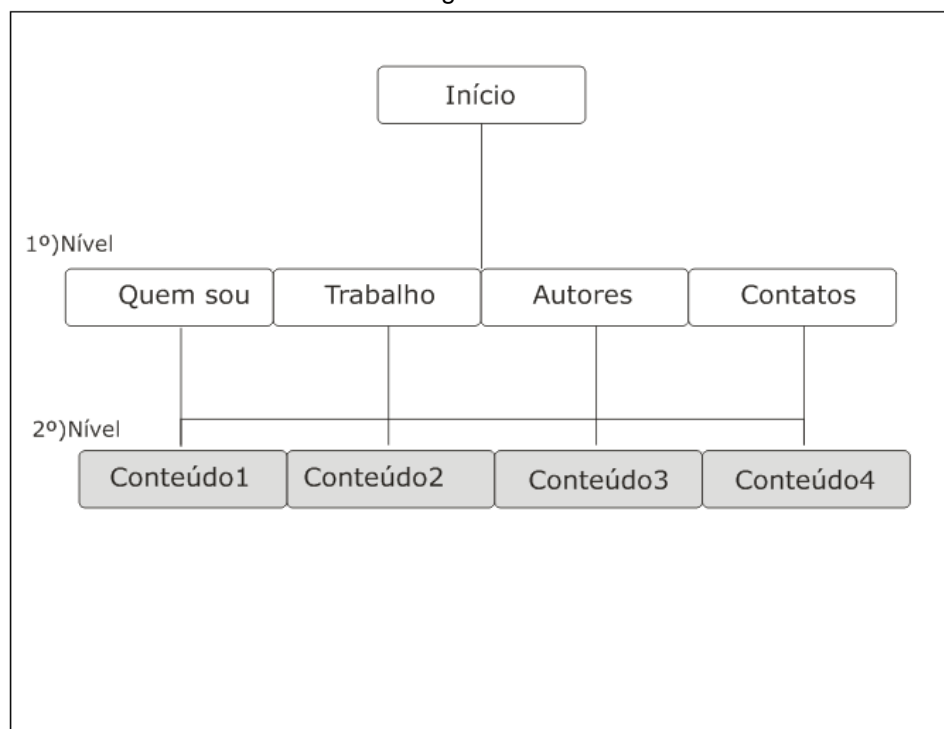 Início
1º)Nível
Quem sou Trabalho Autores Contatos
2º)Nível
Conteúdo1 Conteúdo2 Conteúdo3 Conteúdo4